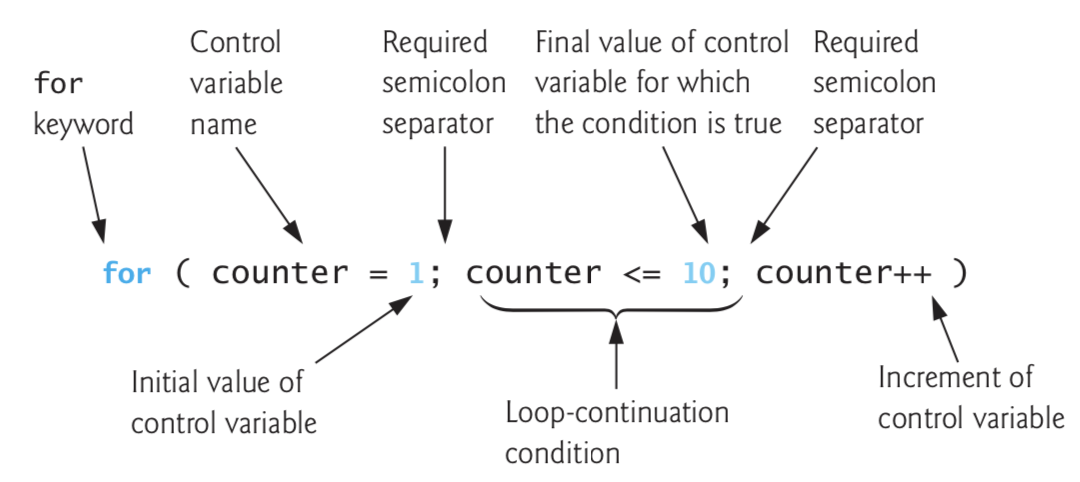 for
keyword
Control
variable
name
Required
semicolon
separator
Final value of control
variable for which
the condition is true
Required
semicolon
separator
for ( counter = 1; counter <= 10; counter++ )
Initial value of
control variable
Loop-continuation
condition
Increment of
control variable